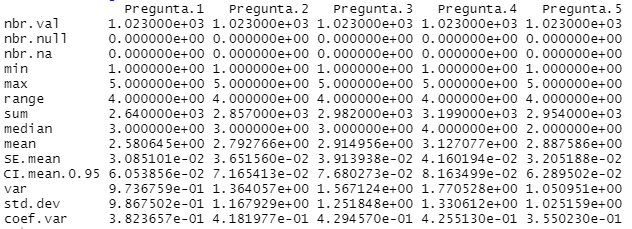 Pregunta.1 Pregunta.2 Pregunta.3 Pregunta.4 Pregunta.5
nbr.val 1.023000e+03 1.023000e+03 1.023000e+03 1.023000e+03 1.023000e+03
nbr.null 0.000000e+00 0.000000e+00 0.000000e+00 0.000000e+00 0.000000e+00
nbr.na 0.000000e+00 0.000000e+00 0.000000e+00 0.000000e+00 0.000000e+00
min 1.000000e+00 1.000000e+00 1.000000e+00 1.000000e+00 1.000000e+00
max 5.000000e+00 5.000000e+00 5.000000e+00 5.000000e+00 5.000000e+00
range 4.000000e+00 4.000000e+00 4.000000e+00 4.000000e+00 4.000000e+00
sum 2.640000e+03 2.857000e+03 2.982000e+03 3.199000e+03 2.954000e+03
median 3.000000e+00 3.000000e+00 3.000000e+00 4.000000e+00 2.000000e+00
mean 2.580645e+00 2.792766e+00 2.914956e+00 3.127077e+00 2.887586e+00
SE.mean 3.085101e-02 3.651560e-02 3.913938e-02 4.160194e-02 3.205188e-02
CI.mean.0.95 6.053856e-02 7.165413e-02 7.680273e-02 8.163499e-02 6.289502e-02
var 9.736759e-01 1.364057e+00 1.567124e+00 1.770528e+00 1.050951e+00
std.dev 9.867502e-01 1.167929e+00 1.251848e+00 1.330612e+00 1.025159e+00
coef.var 3.823657e-01 4.181977e-01 4.294570e-01 4.255130e-01 3.550230e-01